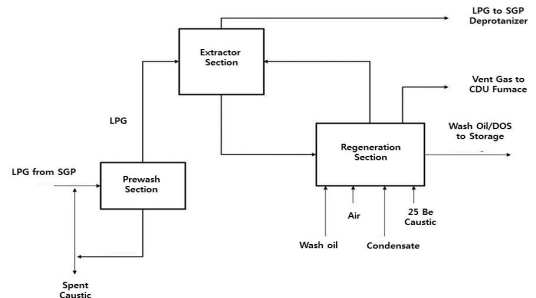 LPG to SGP
Deprotanizer
Extractor
Section
Vent Gas to
CDU Fumace
LPG
Wash Oil/DOS
to Storage
Regeneration
Section
LPG from SGP
Prewash
Section
Air
25 Be
Caustic
Wash oil
Condensate
Spent
Caustic